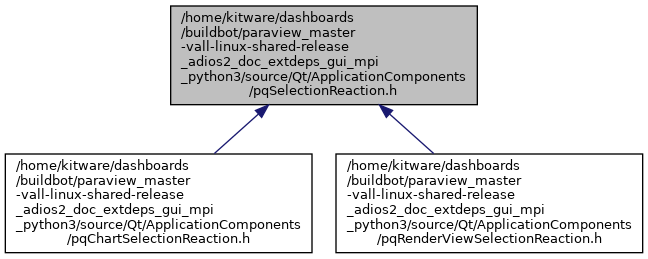 /home/kitware/dashboards
/buildbot/paraview_master
-vall-linux-shared-release
_adios2_doc_extdeps_gui_mpi
_python3/source/Qt/ApplicationComponents
/pqSelectionReaction.h
/home/kitware/dashboards
/buildbot/paraview_master
-vall-linux-shared-release
_adios2_doc_extdeps_gui_mpi
_python3/source/Qt/ApplicationComponents
/pqChartSelectionReaction.h
/home/kitware/dashboards
/buildbot/paraview_master
-vall-linux-shared-release
_adios2_doc_extdeps_gui_mpi
_python3/source/Qt/ApplicationComponents
/pqRenderViewSelectionReaction.h